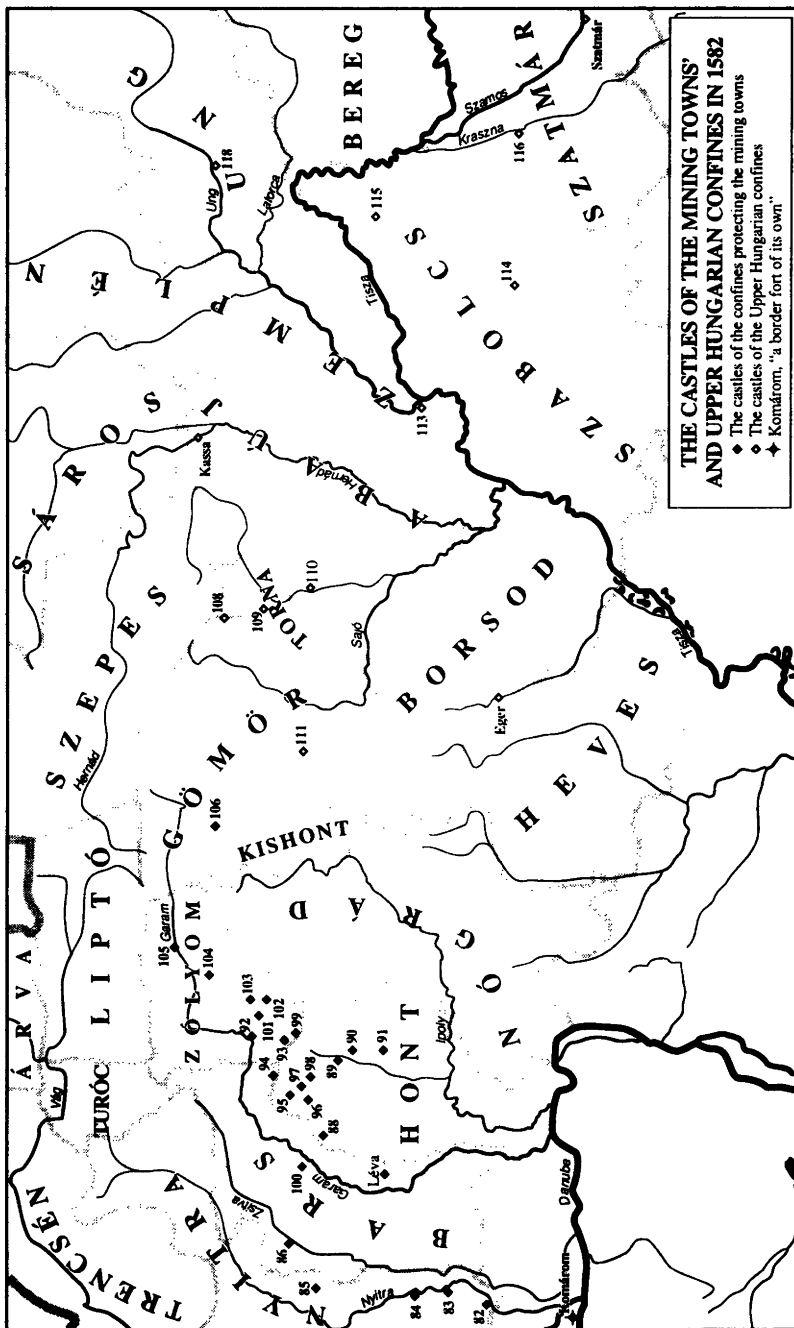 THE CASTLES OF THE MINING TOWNS'
AND UPPER HUNGARIAN CONFINES IN 1582
The castles of the confines protecting the mining towns
The castles of the Upper Hungarian confines
Komárom, "a border fort of its own"
ÁRVA
TRENCSÉN
TURÓC
LIPTÓ
SZEPES
SÁROS
ZEMPLÉN
UNG
BEREG
NYITRA
BARS
ZÓLYOM
GÖMÖR
KISHONT
TORNA
ABAÚJ
HONT
NÓGRÁD
HEVES
BORSOD
SZABOLCS
SZATMÁR
Vág
Nyitra
Zsitva
Garam
Garam
Ipoly
Danube
Hernád
Hernád
Sajó
Tisza
Tisza
Ung
Latorca
Szamos
Kraszna
Komárom
Léva
Eger
Kassa
Szatmár
82
83
84
85
86
88
89
90
91
92
93
94
95
96
97
98
99
100
101
102
103
104
105
106
108
109
110
111
113
114
115
116
118